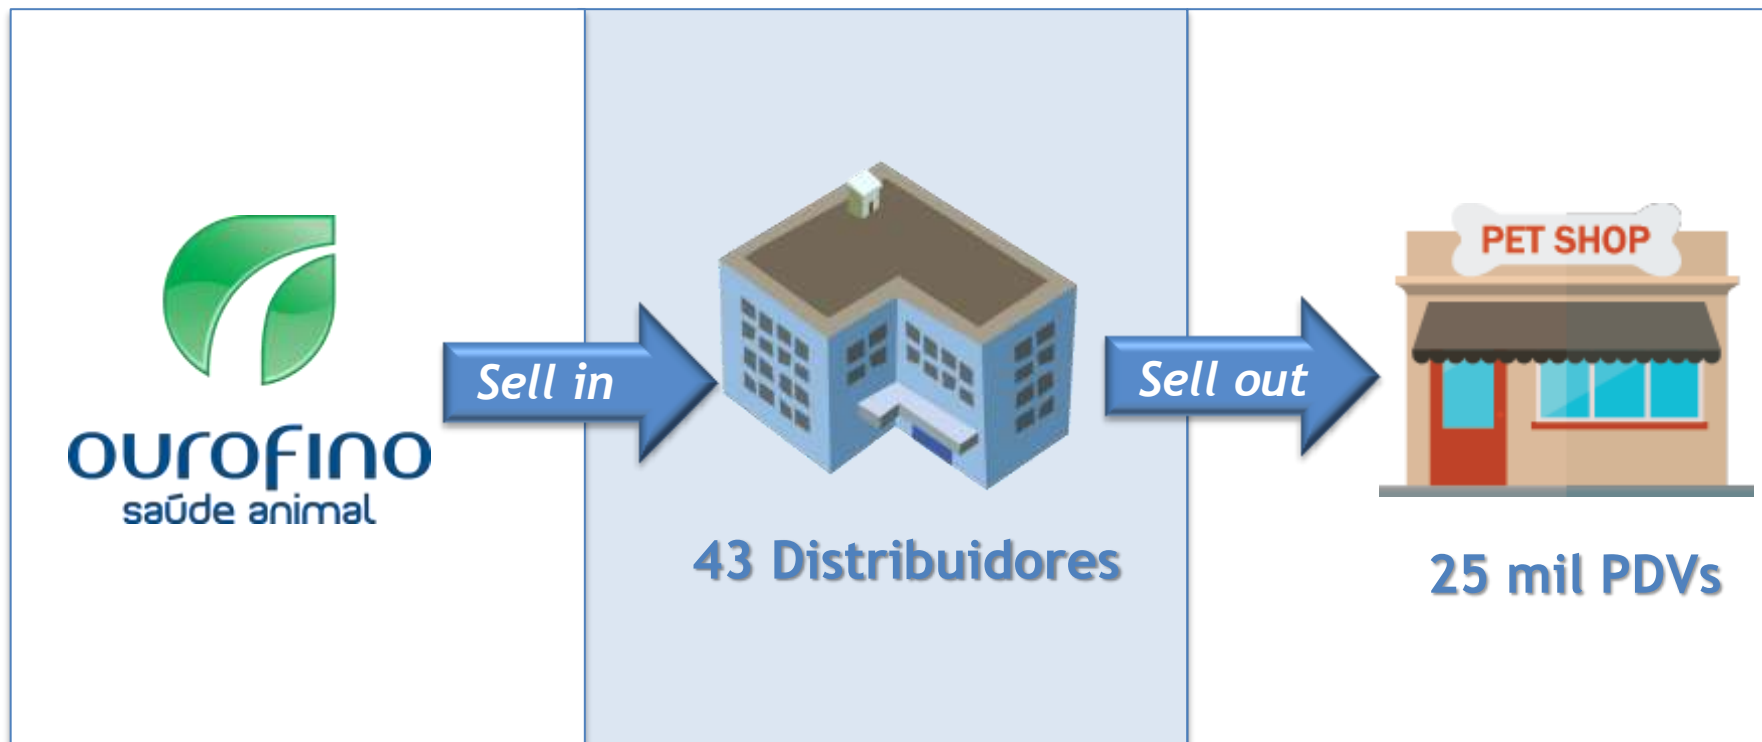 ourofino
saúde animal
Sell in
43 Distribuidores
Sell out
PET SHOP
25 mil PDVs